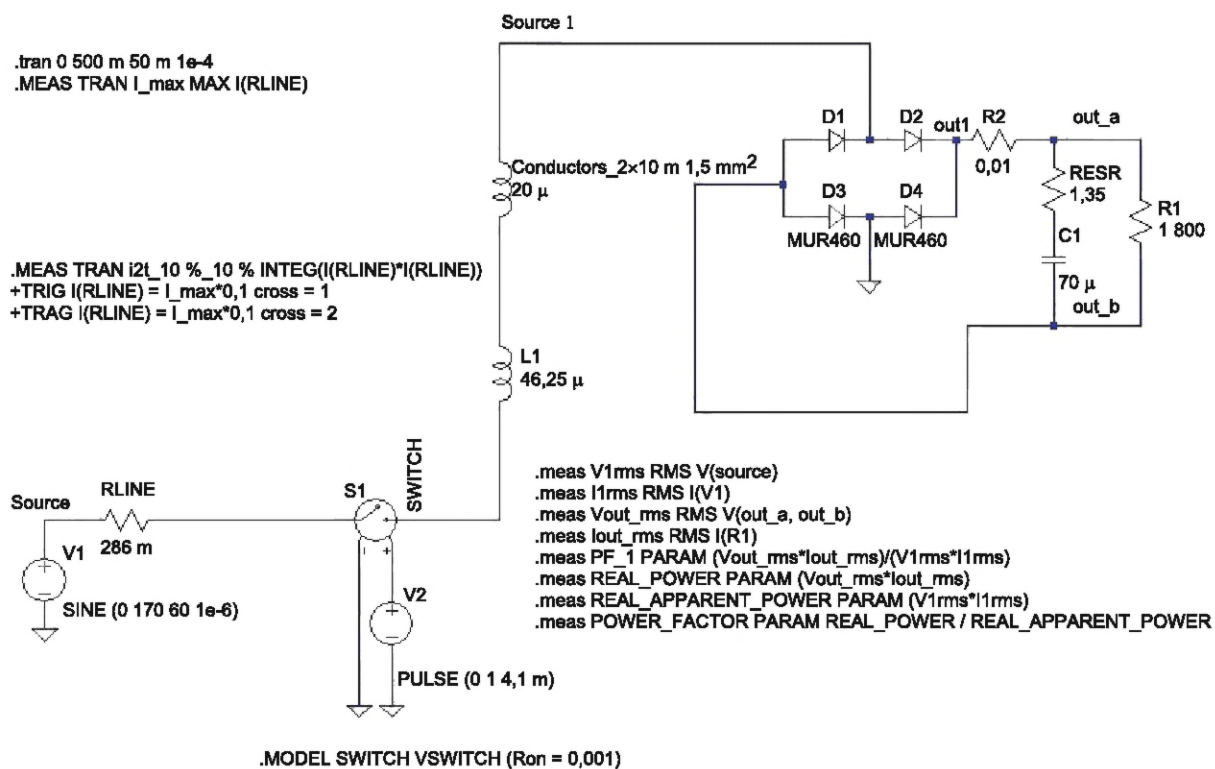 Source 1
.tran 0 500 m 50 m 1e-4
.MEAS TRAN I_max MAX I(RLINE)
D1
D2
out1
R2
0,01
out_a
Conductors_2×10 m 1,5 mm2
20 µ
RESR
1,35
D3
MUR460
D4
MUR460
R1
1 800
C1
70 µ
out_b
.MEAS TRAN i2t_10 %_10 % INTEG(I(RLINE)*I(RLINE))
+TRIG I(RLINE) = I_max*0,1 cross = 1
+TRAG I(RLINE) = I_max*0,1 cross = 2
L1
46,25 µ
SWITCH
Source
RLINE
286 m
S1
V1
SINE (0 170 60 1e-6)
V2
PULSE (0 1 4,1 m)
.meas V1rms RMS V(source)
.meas I1rms RMS I(V1)
.meas Vout_rms RMS V(out_a, out_b)
.meas Iout_rms RMS I(R1)
.meas PF_1 PARAM (Vout_rms*Iout_rms)/(V1rms*I1rms)
.meas REAL_POWER PARAM (Vout_rms*Iout_rms)
.meas REAL_APPARENT_POWER PARAM (V1rms*I1rms)
.meas POWER_FACTOR PARAM REAL_POWER / REAL_APPARENT_POWER
.MODEL SWITCH VSWITCH (Ron = 0,001)